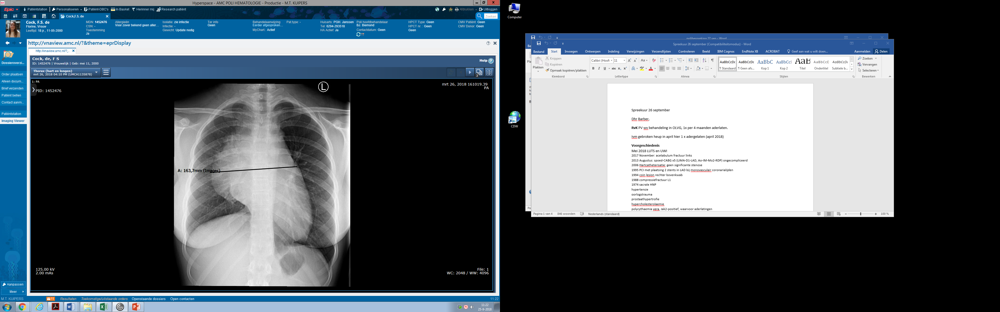 Hyperspace - AMC POLI HEMATOLOGIE - Productie - M.T. KUIPERS
Epic Patiëntstation Personaliseren Patiënt-DBC's In Basket Herinner mij Research patiënt Afdrukken Uitloggen
Cock,F.S. de
Zoeken
Cock, F.S. de
Florine, Vrouw
Leeftijd: 18 jr., 11-05-2000
MDN: 1452476
CSN: -
Toestemming
Ja
Allergieën
Voor zover bekend geen aller...
Isolatie: zie infectie
Infectie: -
Gewicht: Update nodig
Ter info
Geen
Behandelaanwijzing
Eerder afgesproken...
MyChart.: Actief
Pat.type: -
Huisarts: PGH. Janssen
Tel: 0294-293518
HA Actief: Ja
Poli hoofdbehandelaar
BJ. Biemond
Contactdatum: Geen
HPCT Type: Geen
HPCT nr. : Geen
Geen
CMV Patiënt: Geen
CMV Donor: Geen
http://vnaview.amc.nl/?&theme=eprDisplay
http://vnaview.amc.nl/?,..
Dossieroverzi...
Order plaatsen
Alleen docum...
Brief verzenden
Patiënt bellen
Contact aanm...
Patiëntstation
Imaging Viewer
Aanpassen
Meer
Cock, de, F S
ID: 1452476 | Vrouwelijk | Geb: mei 11, 2000
Help
Thorax (hart en longen)
mrt 26, 2018 04:10 PM (UMCA1135878)
3
1: PA
PID: 1452476
L
mrt 26, 2018 161019.39
PA
A: 163,7mm (Imager)
125.00 kV
2.00 mAs
File: 1
WC: 2048 / WW: 4096
M.T. KUIPERS 11 Resultaten Toekomstige/uitstaande orders Openstaande dossiers Open contacten 11:22
11:22
25-9-2018
Computer
CDW
polibespreking 27 sep - Word
Spreekuur 26 september [Compatibiliteitsmodus] - Word
Bestand Start Invoegen Ontwerpen Indeling Verwijzingen Verzendlijsten Controleren Beeld IBM Cognos EndNote X8 ACROBAT Geef aan wat u wilt doen... Aanmelden Delen
Plakken
Knippen
Kopiëren
Opmaak kopiëren/plakken
Klembord
Calibri (Hoof 11
B I U abc x₂ x²
Lettertype
Alinea
AaBbCcDc AaBbCcDc AaBbC AaBbCcl AaB AaBbCcD AaBbCcDc
¶ Standaard ¶ Geen afs... Kop 1 Kop 2 Titel Ondertitel Subtiele b...
Stijlen
Zoeken
Vervangen
Selecteren
Bewerken
Spreekuur 26 september
Dhr Barber,
RvK PV wv behandeling in OLVG, 1x per 4 maanden aderlaten.
Ivm gebroken heup in april hier 1 x adergelaten (april 2018)
Voorgeschiedenis
Mei 2018 LUTS en UWI
2017 November: acetabulum fractuur links
2013 Augustus: spoed-CABG x5 (LIMA-D1-LAD, Ao-IM-Mo2-RDP) ongecompliceerd
2006 Hartcatheterisatie: geen significante stenose
1995 PCI met plaatsing 2 stents in LAD bij monovasculair coronarialijden
1994 coin lesion rechter bovenkwab
1988 compressiefractuur L1
1974 sacrale HNP
hypertensie
oorlogstrauma
prostaathypertrofie
hypercholesterolaemie
polycythaemia vera, Jak2-positief, waarvoor aderlatingen
Pagina 1 van 4 846 woorden Nederlands (standaard) 100 %